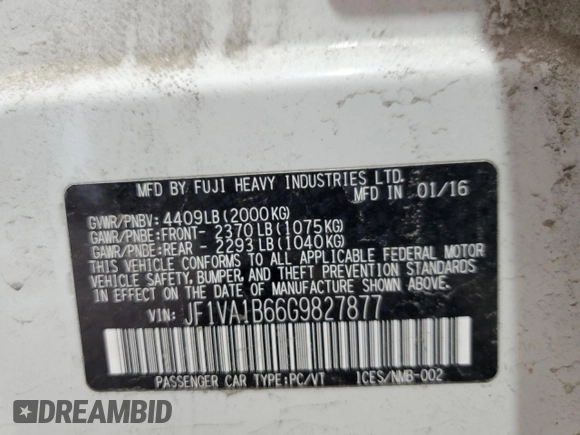 MFD BY FUJI HEAVY INDUSTRIES LTD.
MFD IN 01/16
GVWR/PNBV: 4409LB (2000KG)
GAWR/PNBE:FRONT- 2370LB (1075KG)
GAWR/PNBE:REAR - 2293LB (1040KG)
THIS VEHICLE CONFORMS TO ALL APPLICABLE FEDERAL MOTOR
VEHICLE SAFETY, BUMPER, AND THEFT PREVENTION STANDARDS
IN EFFECT ON THE DATE OF MANUFACTURE SHOWN ABOVE.
VIN: JF1VA1B66G9827877
PASSENGER CAR TYPE:PC/VT ICES/NMB-002
DREAMBID